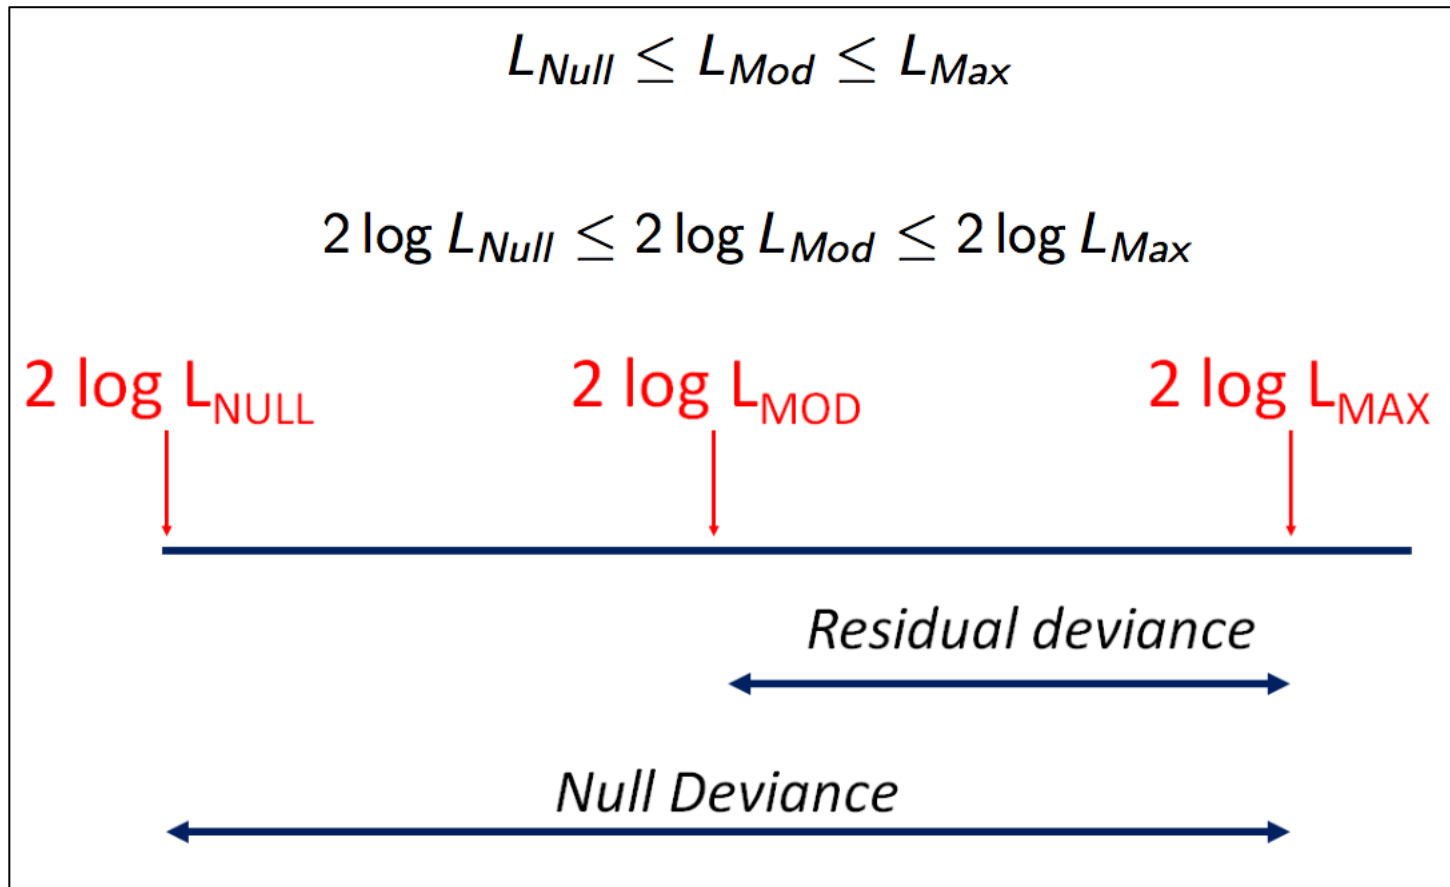 L_Null ≤ L_Mod ≤ L_Max
2 log L_Null ≤ 2 log L_Mod ≤ 2 log L_Max
2 log L_NULL 2 log L_MOD 2 log L_MAX
Residual deviance
Null Deviance